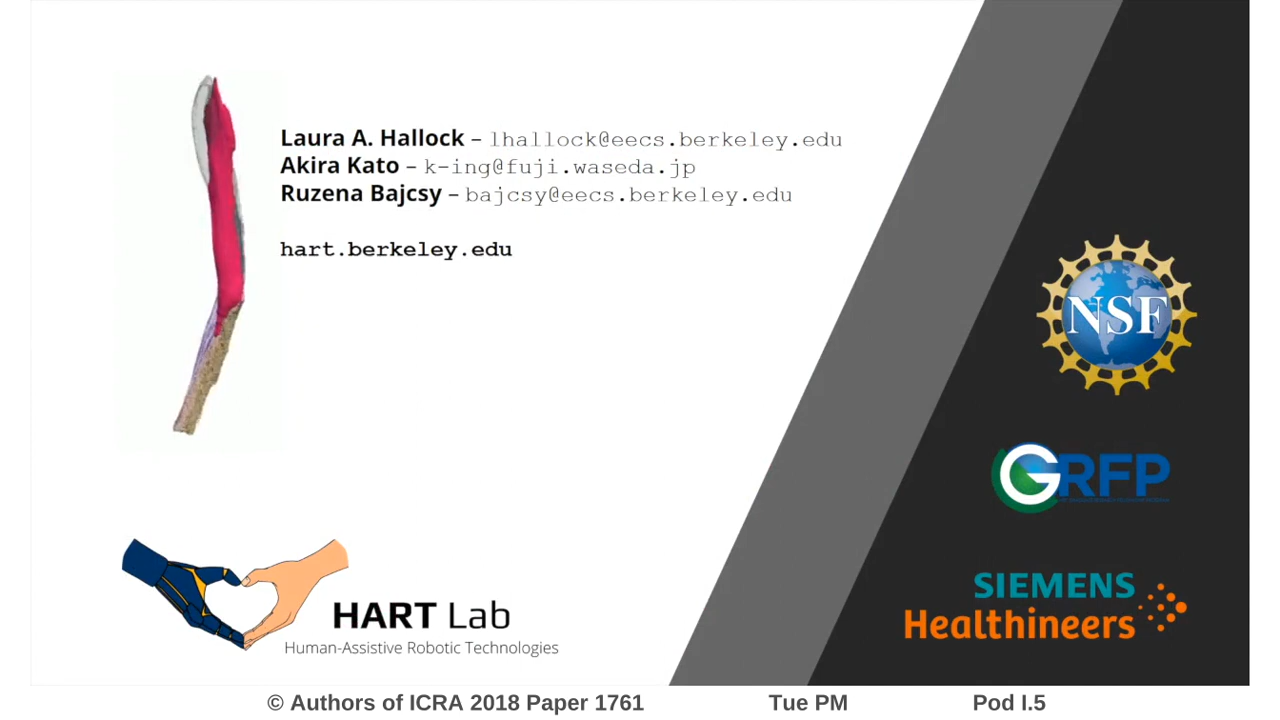 Laura A. Hallock – lhallock@eecs.berkeley.edu
Akira Kato – k-ing@fuji.waseda.jp
Ruzena Bajcsy – bajcsy@eecs.berkeley.edu
hart.berkeley.edu
NSF
GRFP
SIEMENS
Healthineers
HART Lab
Human-Assistive Robotic Technologies
© Authors of ICRA 2018 Paper 1761 Tue PM Pod I.5